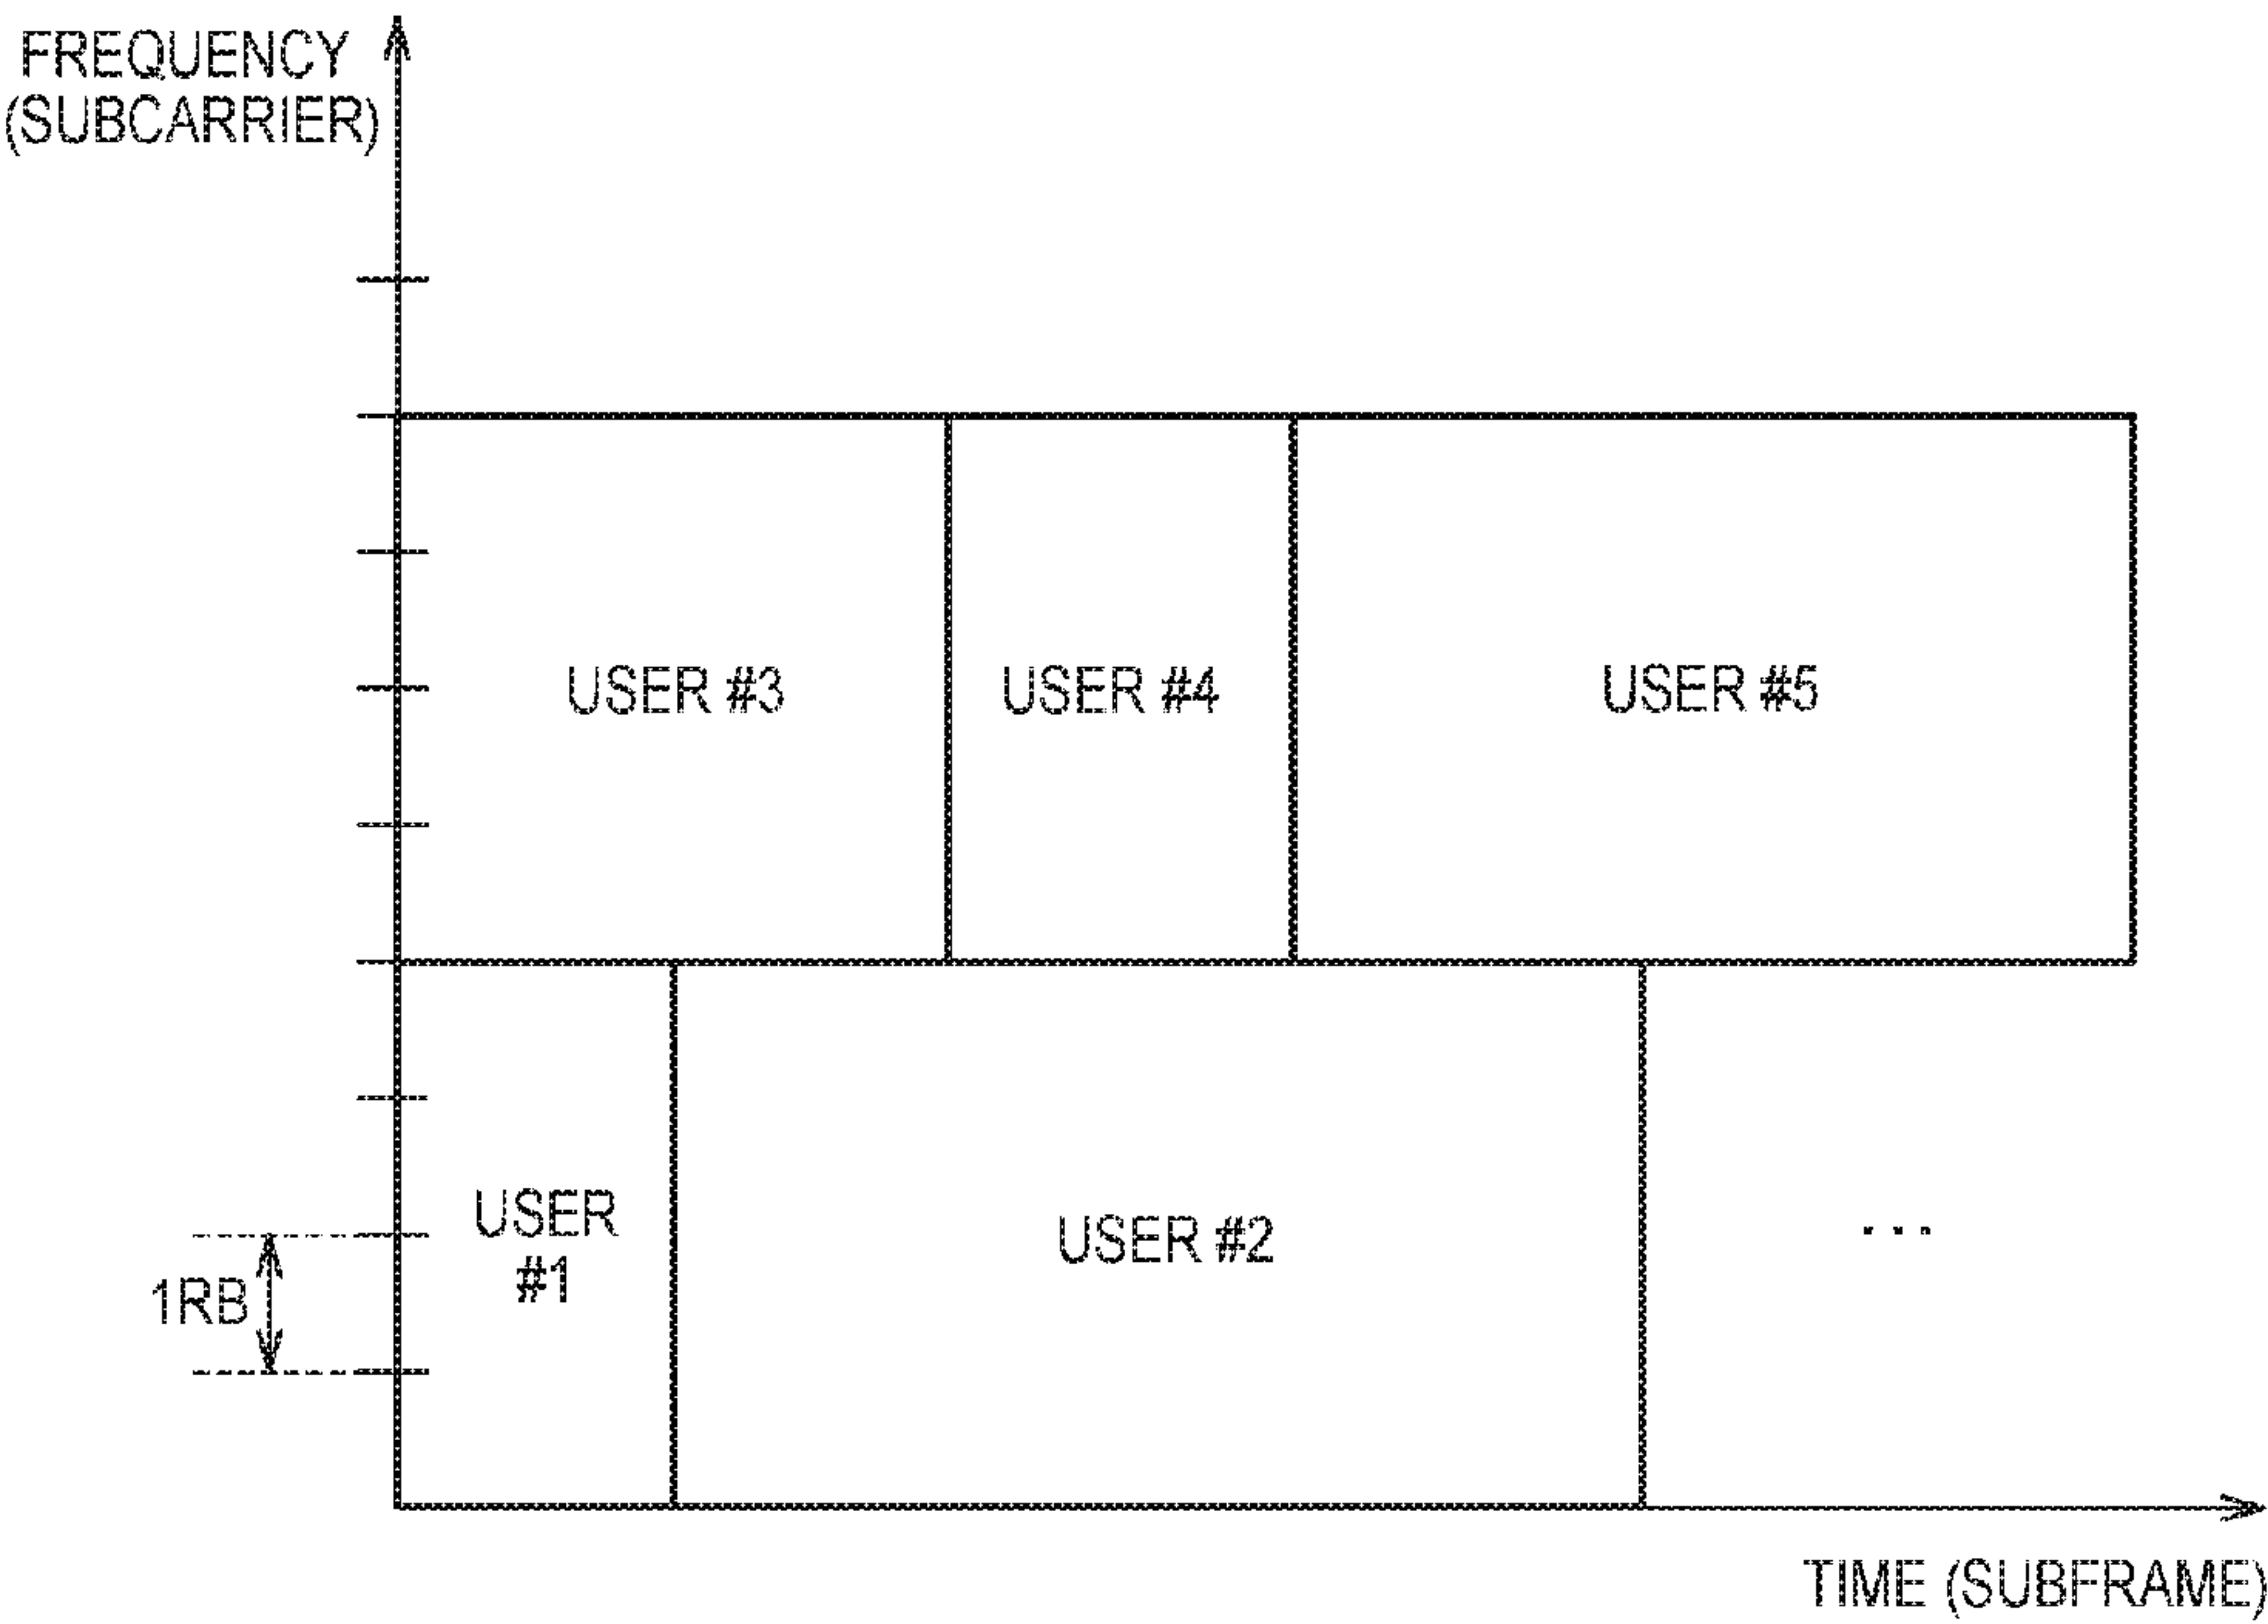 FREQUENCY
(SUBCARRIER)
USER #3
USER #4
USER #5
USER
#1
USER #2
...
1RB
TIME (SUBFRAME)